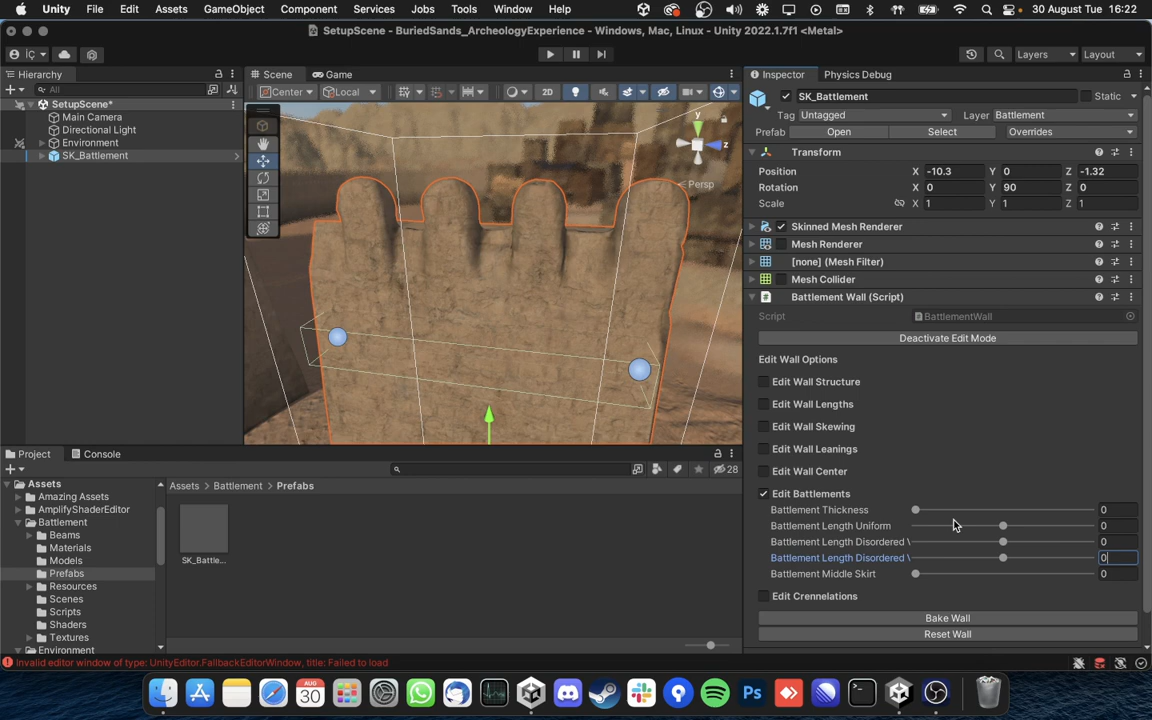 Unity File Edit Assets GameObject Component Services Jobs Tools Window Help 30 August Tue 16:22
SetupScene - BuriedSands_ArcheologyExperience - Windows, Mac, Linux - Unity 2022.1.7f1 <Metal>
İÇ Layers Layout
Hierarchy Scene Game Inspector Physics Debug
All Center Local 2D
SetupScene*
Main Camera
Directional Light
Environment
SK_Battlement
y
z
Persp
SK_Battlement Static
Tag Untagged Layer Battlement
Prefab Open Select Overrides
Transform
Position X -10.3 Y 0 Z -1.32
Rotation X 0 Y 90 Z 0
Scale X 1 Y 1 Z 1
Skinned Mesh Renderer
Mesh Renderer
[none] (Mesh Filter)
Mesh Collider
Battlement Wall (Script)
Script BattlementWall
Deactivate Edit Mode
Edit Wall Options
Edit Wall Structure
Edit Wall Lengths
Edit Wall Skewing
Edit Wall Leanings
Edit Wall Center
Edit Battlements
Battlement Thickness 0
Battlement Length Uniform 0
Battlement Length Disordered \ 0
Battlement Length Disordered \ 0
Battlement Middle Skirt 0
Edit Crennelations
Bake Wall
Reset Wall
Project Console
28
Assets
Amazing Assets
AmplifyShaderEditor
Battlement
Beams
Materials
Models
Prefabs
Resources
Scenes
Scripts
Shaders
Textures
Environment
Assets > Battlement > Prefabs
SK_Battle...
Invalid editor window of type: UnityEditor.FallbackEditorWindow, title: Failed to load
AUG
30
Ps